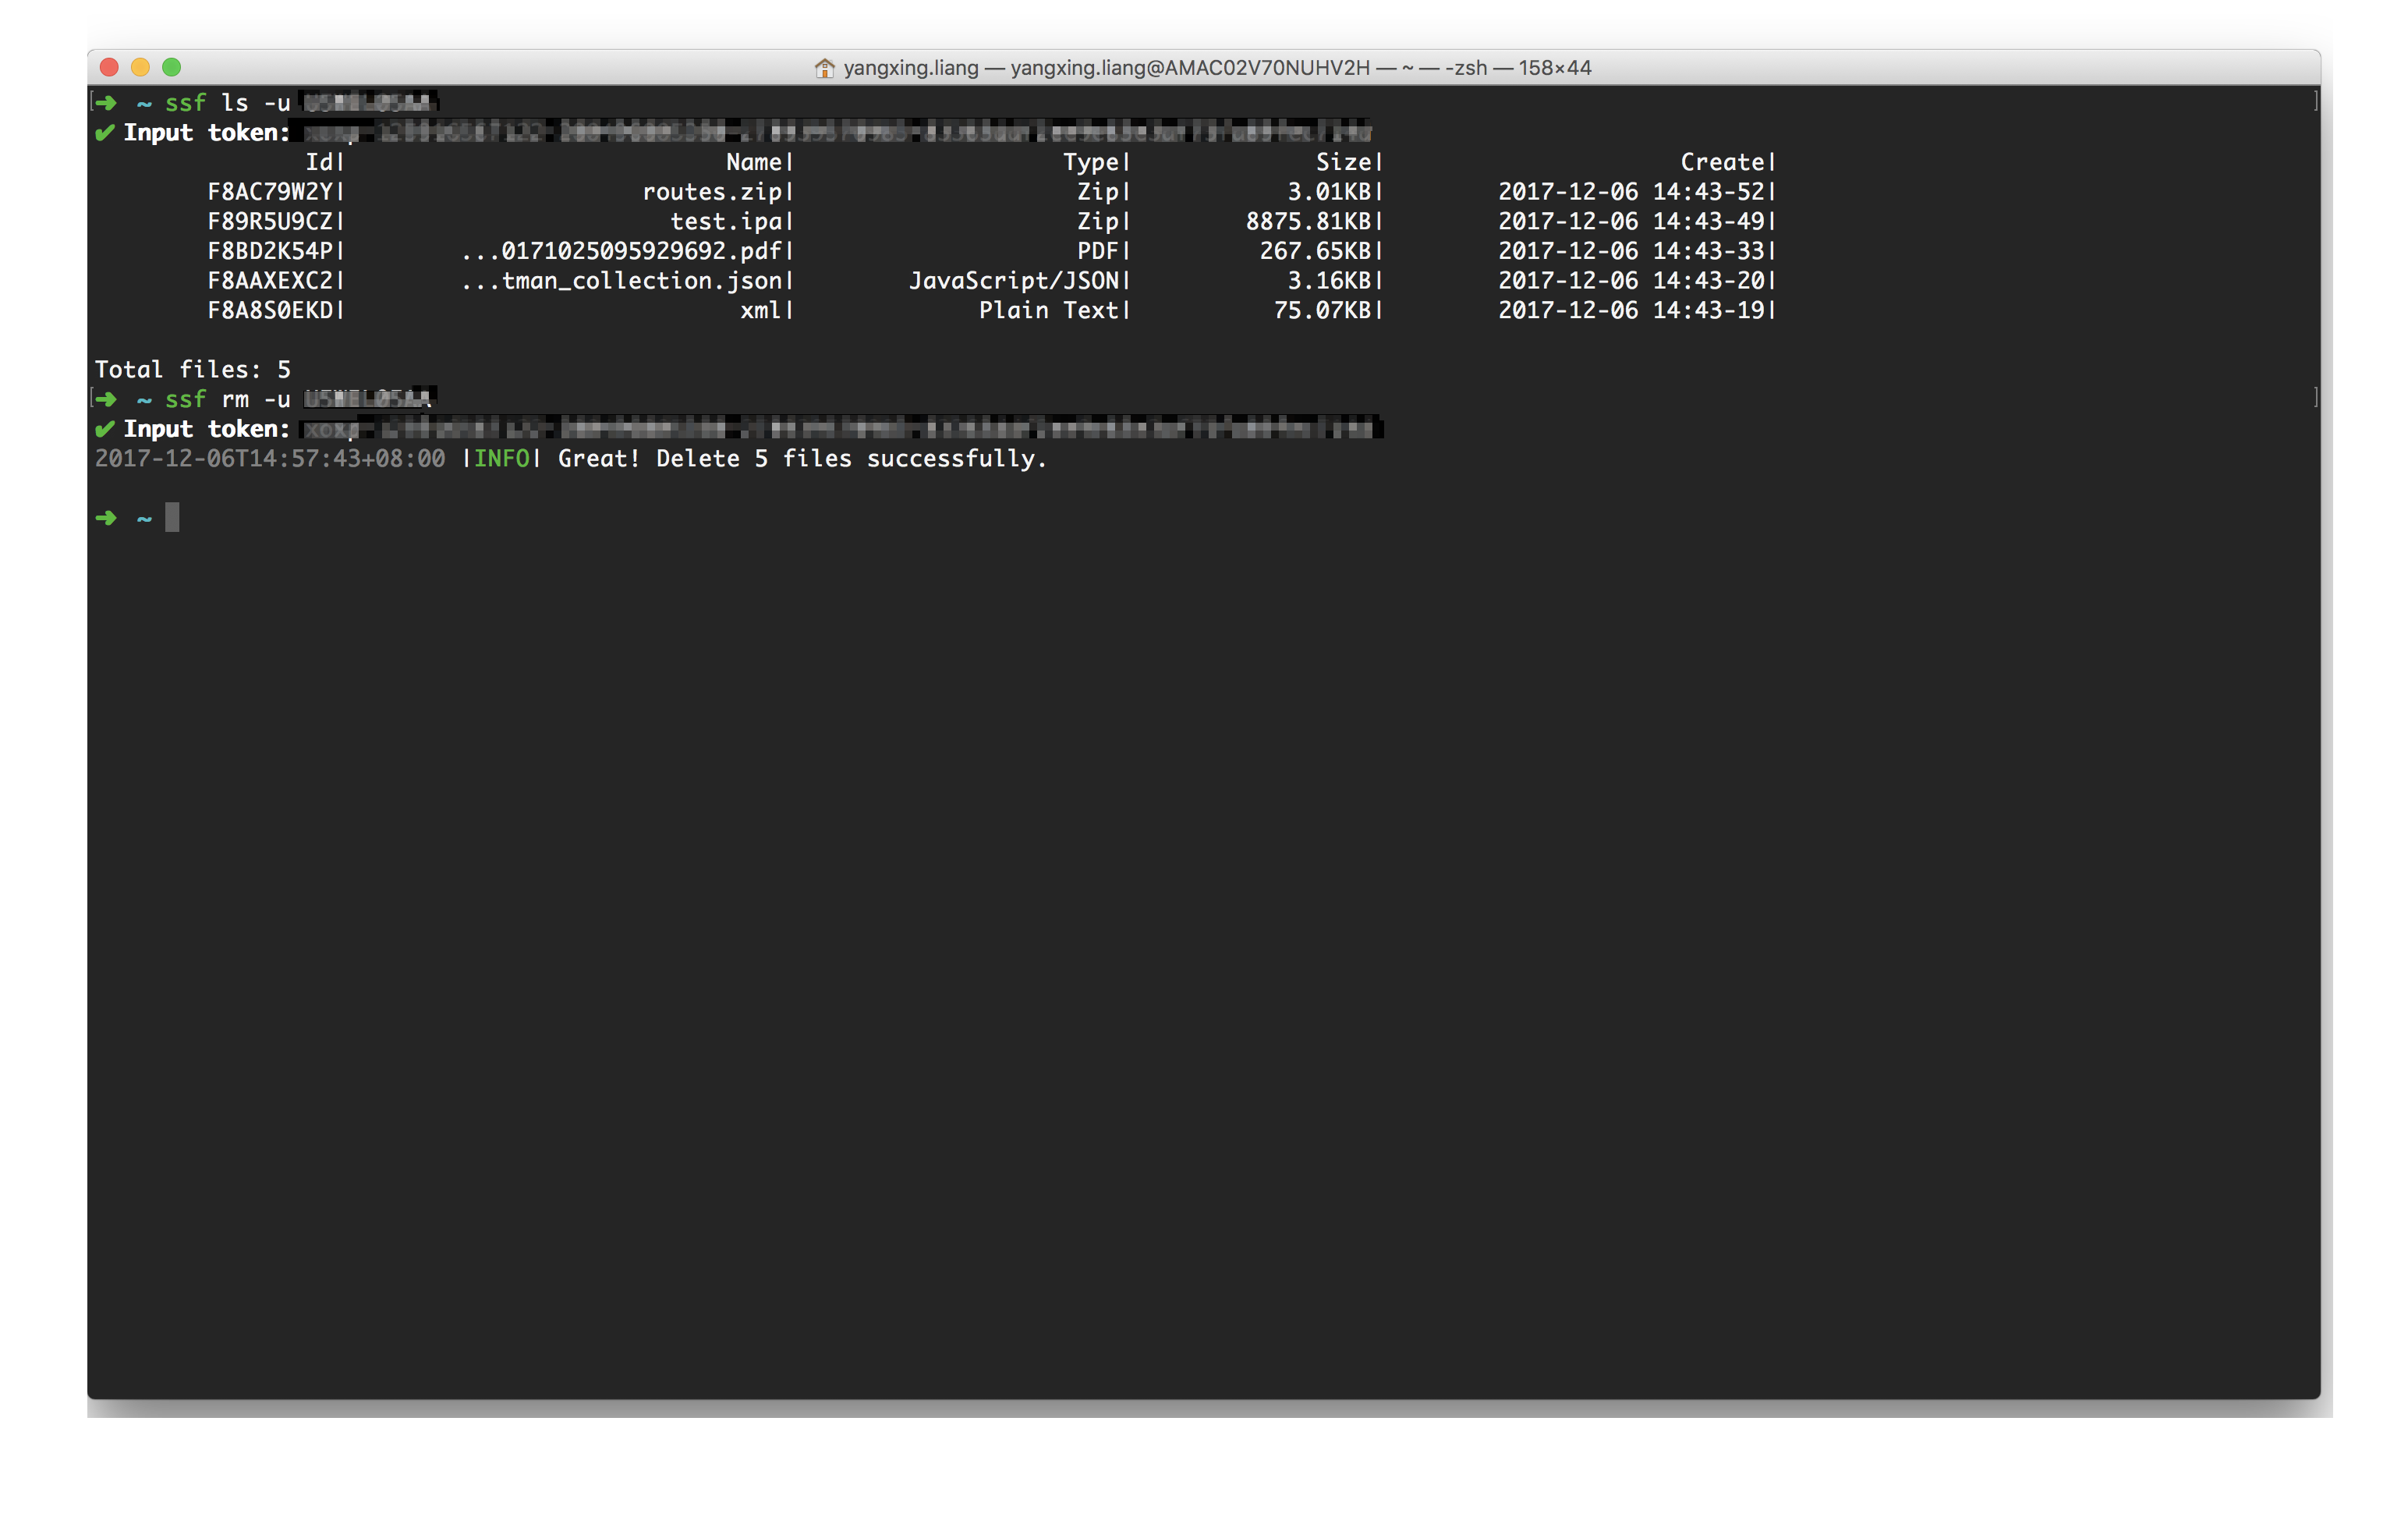 yangxing.liang — yangxing.liang@AMAC02V70NUHV2H — ~ — -zsh — 158×44
[➜ ~ ssf ls -u ]
✔ Input token:
Id| Name| Type| Size| Create|
F8AC79W2Y| routes.zip| Zip| 3.01KB| 2017-12-06 14:43-52|
F89R5U9CZ| test.ipa| Zip| 8875.81KB| 2017-12-06 14:43-49|
F8BD2K54P| ...0171025095929692.pdf| PDF| 267.65KB| 2017-12-06 14:43-33|
F8AAXEXC2| ...tman_collection.json| JavaScript/JSON| 3.16KB| 2017-12-06 14:43-20|
F8A8S0EKD| xml| Plain Text| 75.07KB| 2017-12-06 14:43-19|
Total files: 5
[➜ ~ ssf rm -u ]
✔ Input token:
2017-12-06T14:57:43+08:00 |INFO| Great! Delete 5 files successfully.
➜ ~